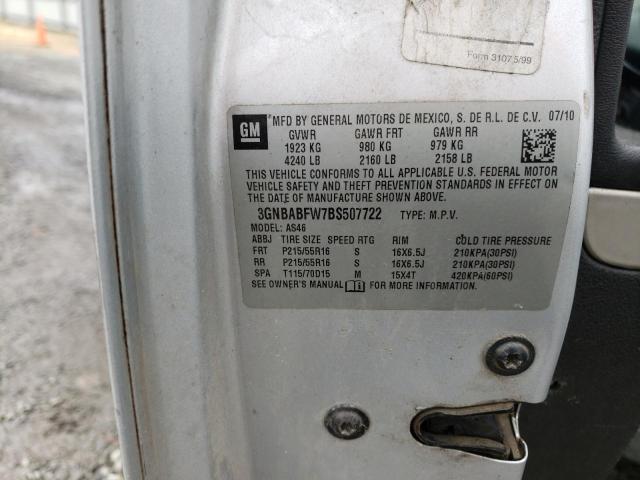 Form 3107 5/99
GM
MFD BY GENERAL MOTORS DE MEXICO, S. DE R.L. DE C.V. 07/10
GVWR GAWR FRT GAWR RR
1923 KG 980 KG 979 KG
4240 LB 2160 LB 2158 LB
THIS VEHICLE CONFORMS TO ALL APPLICABLE U.S. FEDERAL MOTOR
VEHICLE SAFETY AND THEFT PREVENTION STANDARDS IN EFFECT ON
THE DATE OF MANUFACTURE SHOWN ABOVE.
3GNBABFW7BS507722 TYPE: M.P.V.
MODEL: AS46
ABBJ TIRE SIZE SPEED RTG RIM COLD TIRE PRESSURE
FRT P215/55R16 S 16X6.5J 210KPA(30PSI)
RR P215/55R16 S 16X6.5J 210KPA(30PSI)
SPA T115/70D15 M 15X4T 420KPA(60PSI)
SEE OWNER'S MANUAL FOR MORE INFORMATION.